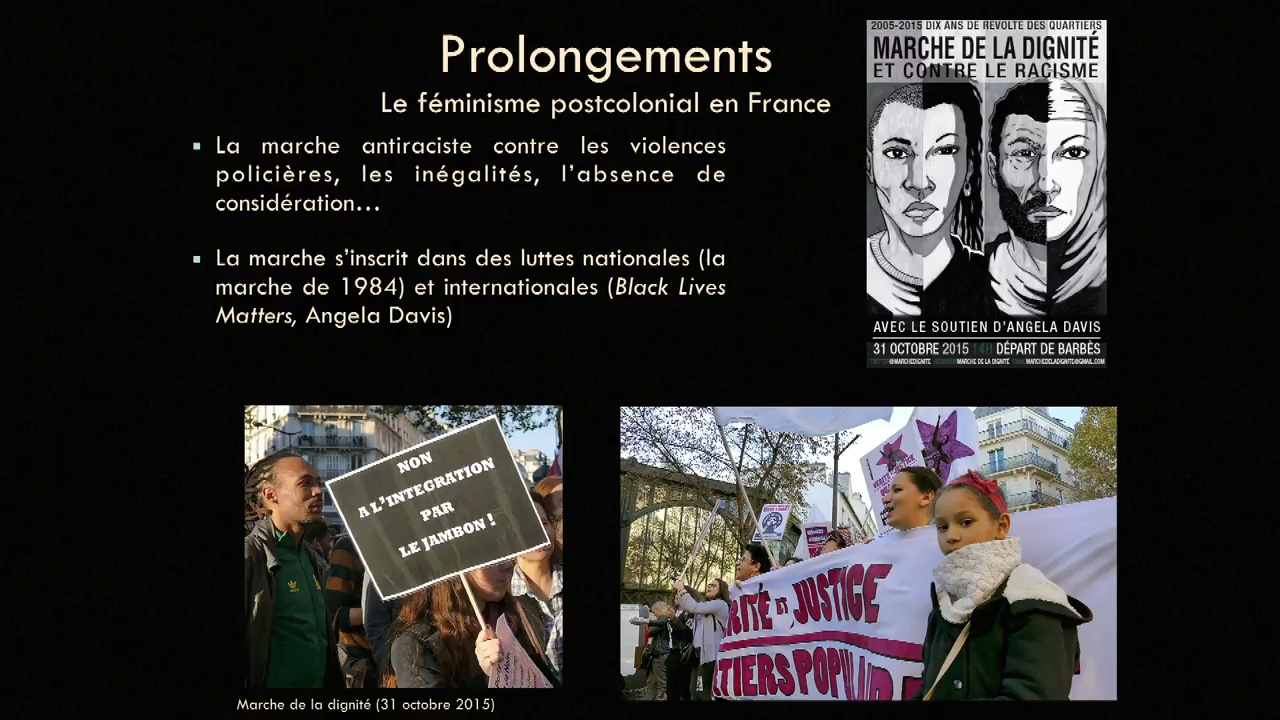 Prolongements
Le féminisme postcolonial en France
La marche antiraciste contre les violences
policières, les inégalités, l'absence de
considération…
La marche s'inscrit dans des luttes nationales (la
marche de 1984) et internationales (Black Lives
Matters, Angela Davis)
2005-2015 DIX ANS DE REVOLTE DES QUARTIERS
MARCHE DE LA DIGNITÉ
ET CONTRE LE RACISME
AVEC LE SOUTIEN D'ANGELA DAVIS
31 OCTOBRE 2015 14H DÉPART DE BARBÈS
@MARCHEDIGNITE MARCHE DE LA DIGNITÉ MARCHEDELADIGNITE@GMAIL.COM
NON
A L'INTEGRATION
PAR
LE JAMBON !
RITÉ ET JUSTICE
TIERS POPULAIR
Marche de la dignité (31 octobre 2015)